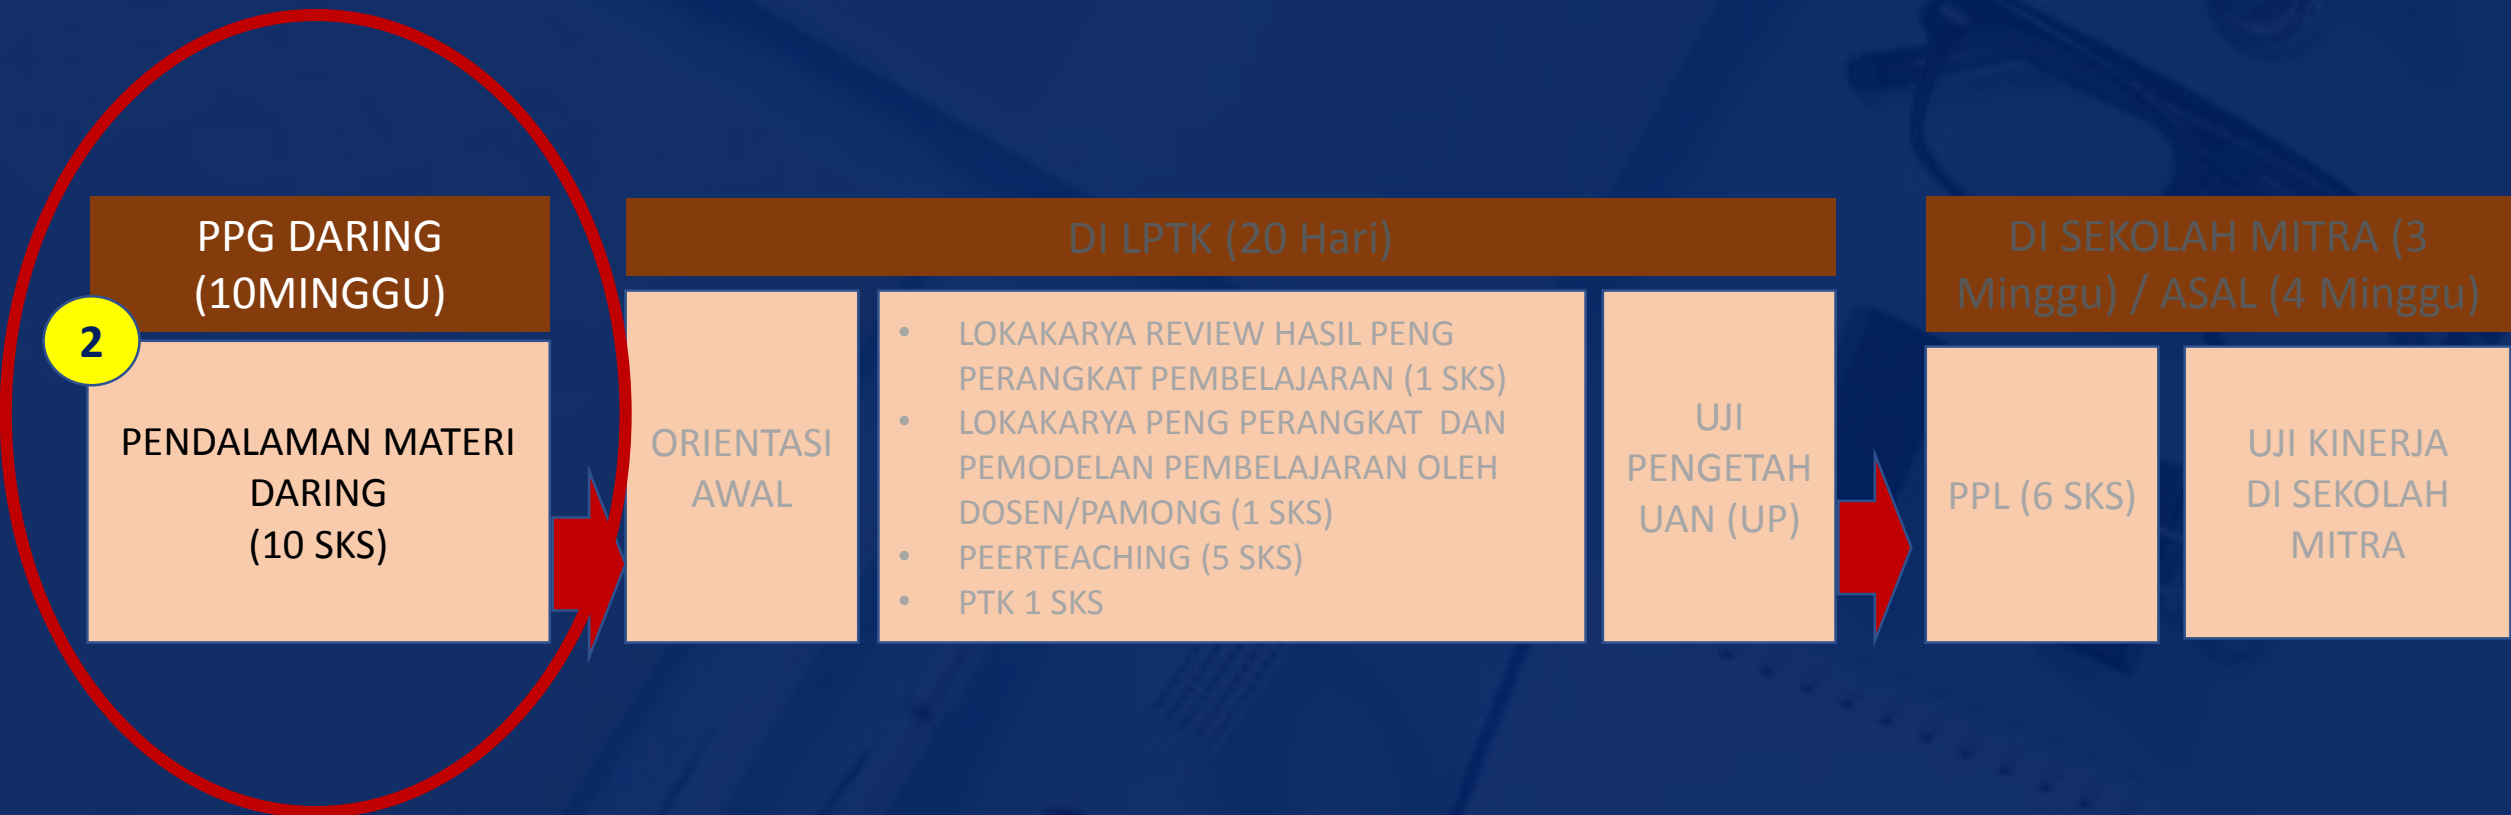 PPG DARING
(10MINGGU)
2
PENDALAMAN MATERI
DARING
(10 SKS)
DI LPTK (20 Hari)
ORIENTASI
AWAL
• LOKAKARYA REVIEW HASIL PENG
PERANGKAT PEMBELAJARAN (1 SKS)
• LOKAKARYA PENG PERANGKAT DAN
PEMODELAN PEMBELAJARAN OLEH
DOSEN/PAMONG (1 SKS)
• PEERTEACHING (5 SKS)
• PTK 1 SKS
UJI
PENGETAH
UAN (UP)
DI SEKOLAH MITRA (3
Minggu) / ASAL (4 Minggu)
PPL (6 SKS)
UJI KINERJA
DI SEKOLAH
MITRA